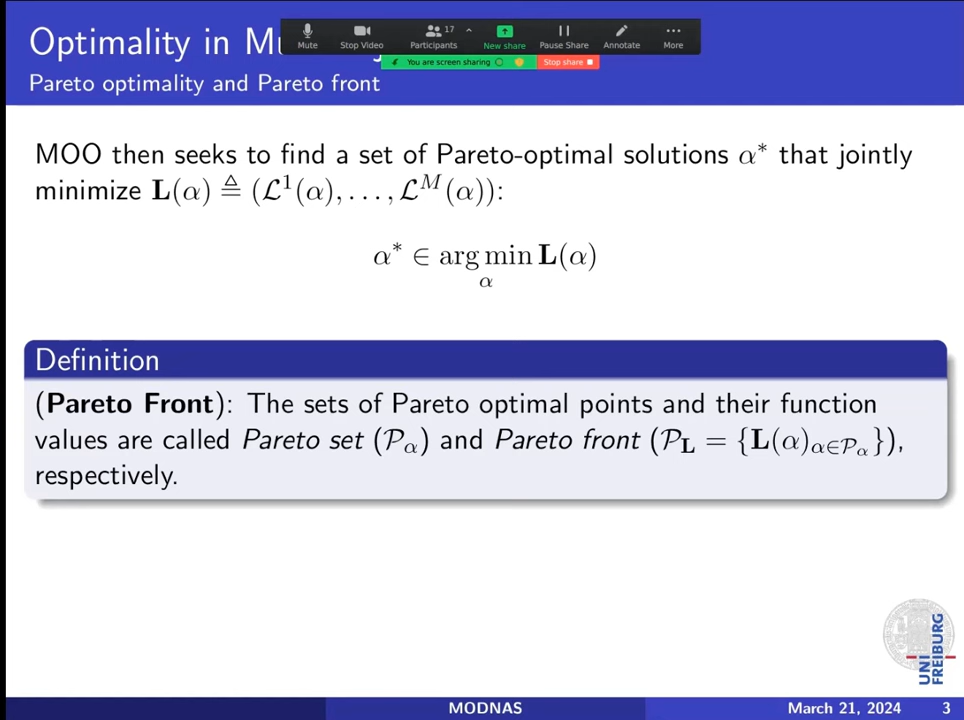 Optimality in Mu
Mute
Stop Video
Participants 17
New share
Pause Share
Annotate
More
You are screen sharing
Stop share
Pareto optimality and Pareto front
MOO then seeks to find a set of Pareto-optimal solutions α* that jointly
minimize L(α) ≜ (ℒ¹(α), . . . , ℒᴹ(α)):
α* ∈ arg min L(α)
α
Definition
(Pareto Front): The sets of Pareto optimal points and their function
values are called Pareto set (𝒫_α) and Pareto front (𝒫_L = {L(α)_{α∈𝒫_α}}),
respectively.
UNI
FREIBURG
MODNAS
March 21, 2024 3